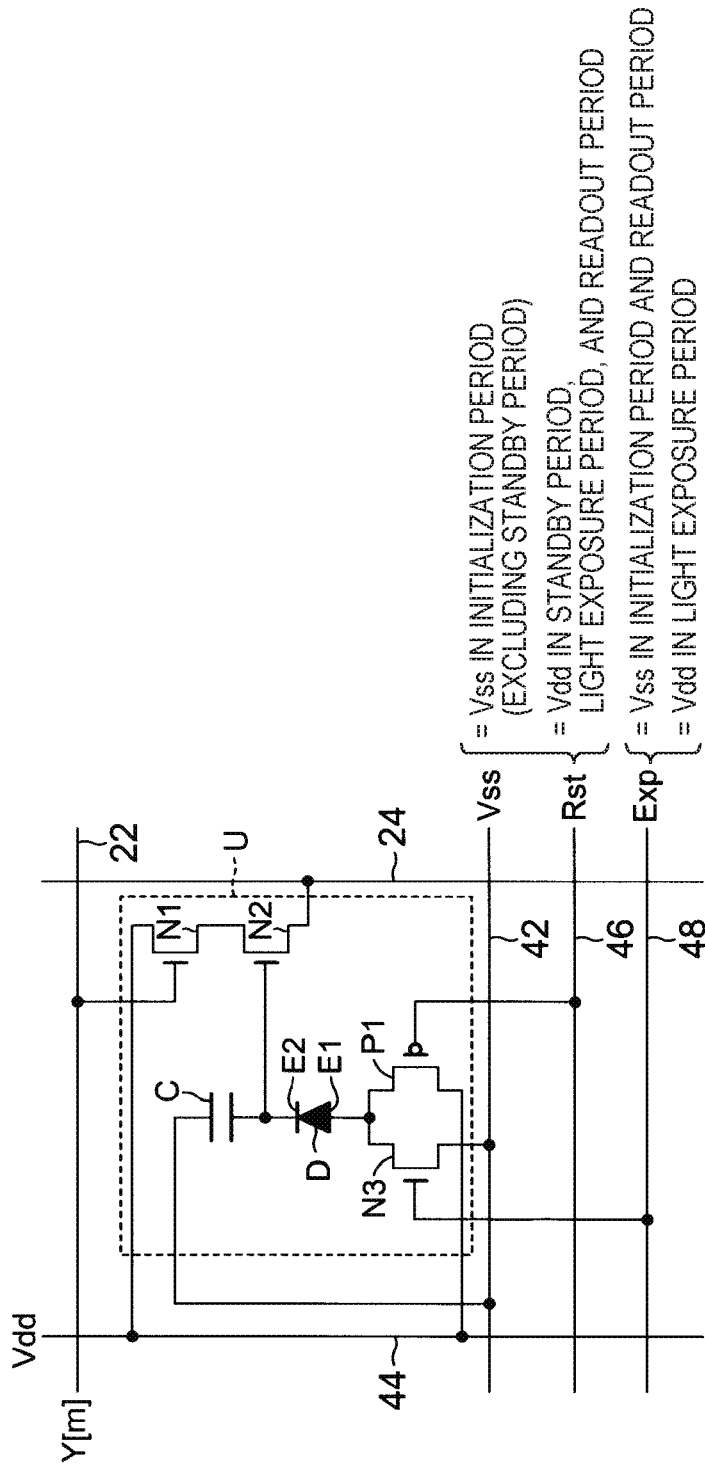 Vdd
Y[m]
22
U
N1
N2
C
E2
E1
D
P1
N3
24
44
Vss
42
Rst
46
Exp
48
= Vss IN INITIALIZATION PERIOD
(EXCLUDING STANDBY PERIOD)
= Vdd IN STANDBY PERIOD,
LIGHT EXPOSURE PERIOD, AND READOUT PERIOD
= Vss IN INITIALIZATION PERIOD AND READOUT PERIOD
= Vdd IN LIGHT EXPOSURE PERIOD